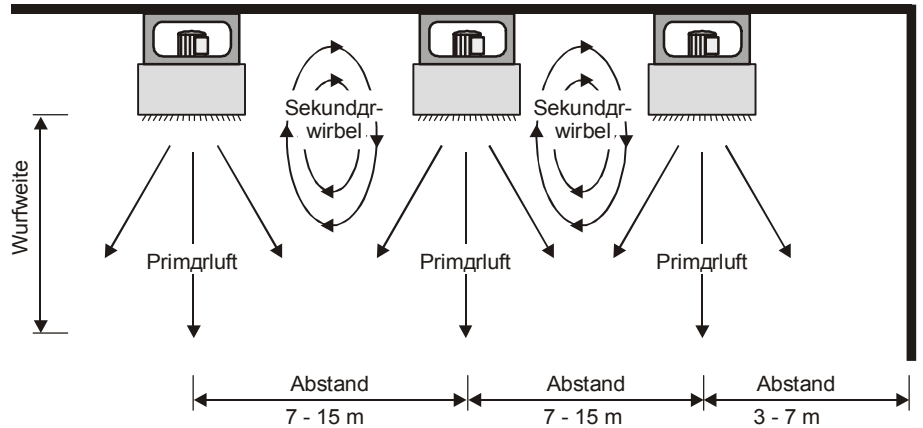 Sekundдr-
wirbel
Sekundдr-
wirbel
Wurfweite
Primдrluft
Primдrluft
Primдrluft
Abstand
7 - 15 m
Abstand
7 - 15 m
Abstand
3 - 7 m